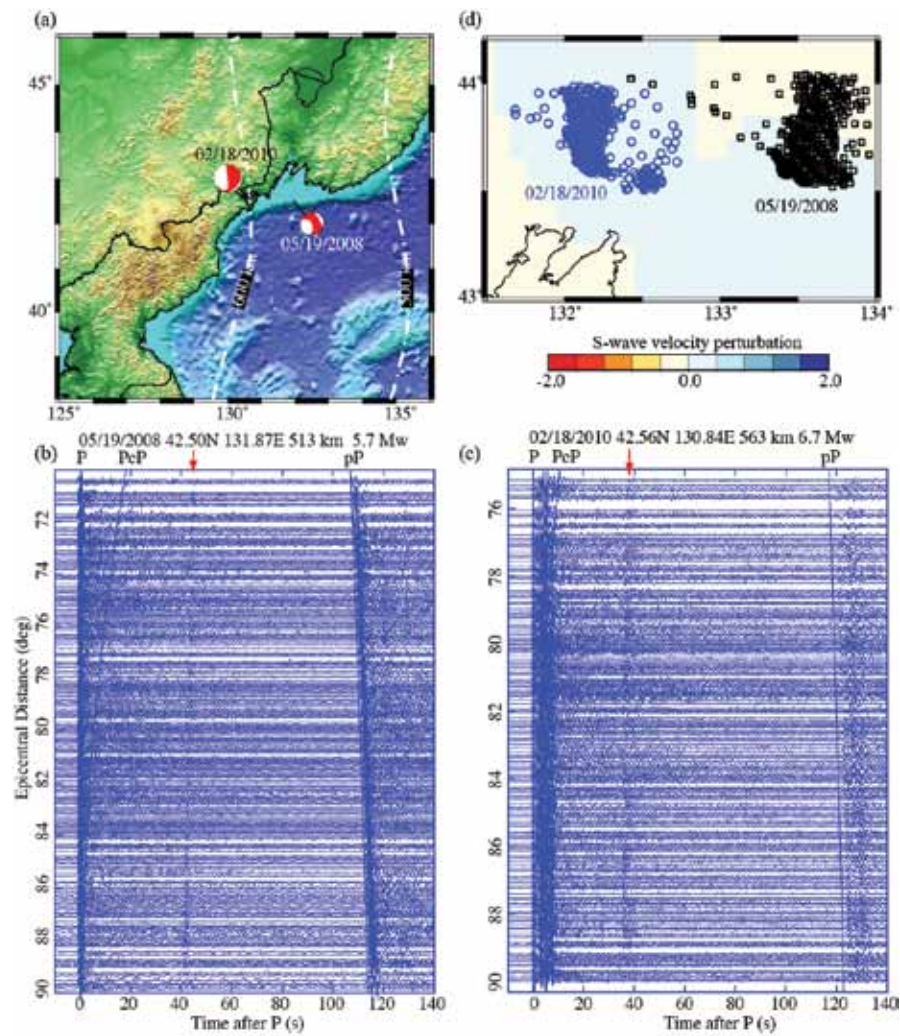 (a)
45°
40°
125°E
130°
135°
02/18/2010
05/19/2008
600 k
500 k
(d)
44°
43°
132°
133°
134°
02/18/2010
05/19/2008
S-wave velocity perturbation
-2.0
0.0
2.0
05/19/2008 42.50N 131.87E 513 km 5.7 Mw
(b)
P
PcP
pP
Epicentral Distance (deg)
72
74
76
78
80
82
84
86
88
90
0
20
40
60
80
100
120
140
Time after P (s)
02/18/2010 42.56N 130.84E 563 km 6.7 Mw
(c)
P
PcP
pP
76
78
80
82
84
86
88
90
0
20
40
60
80
100
120
140
Time after P (s)